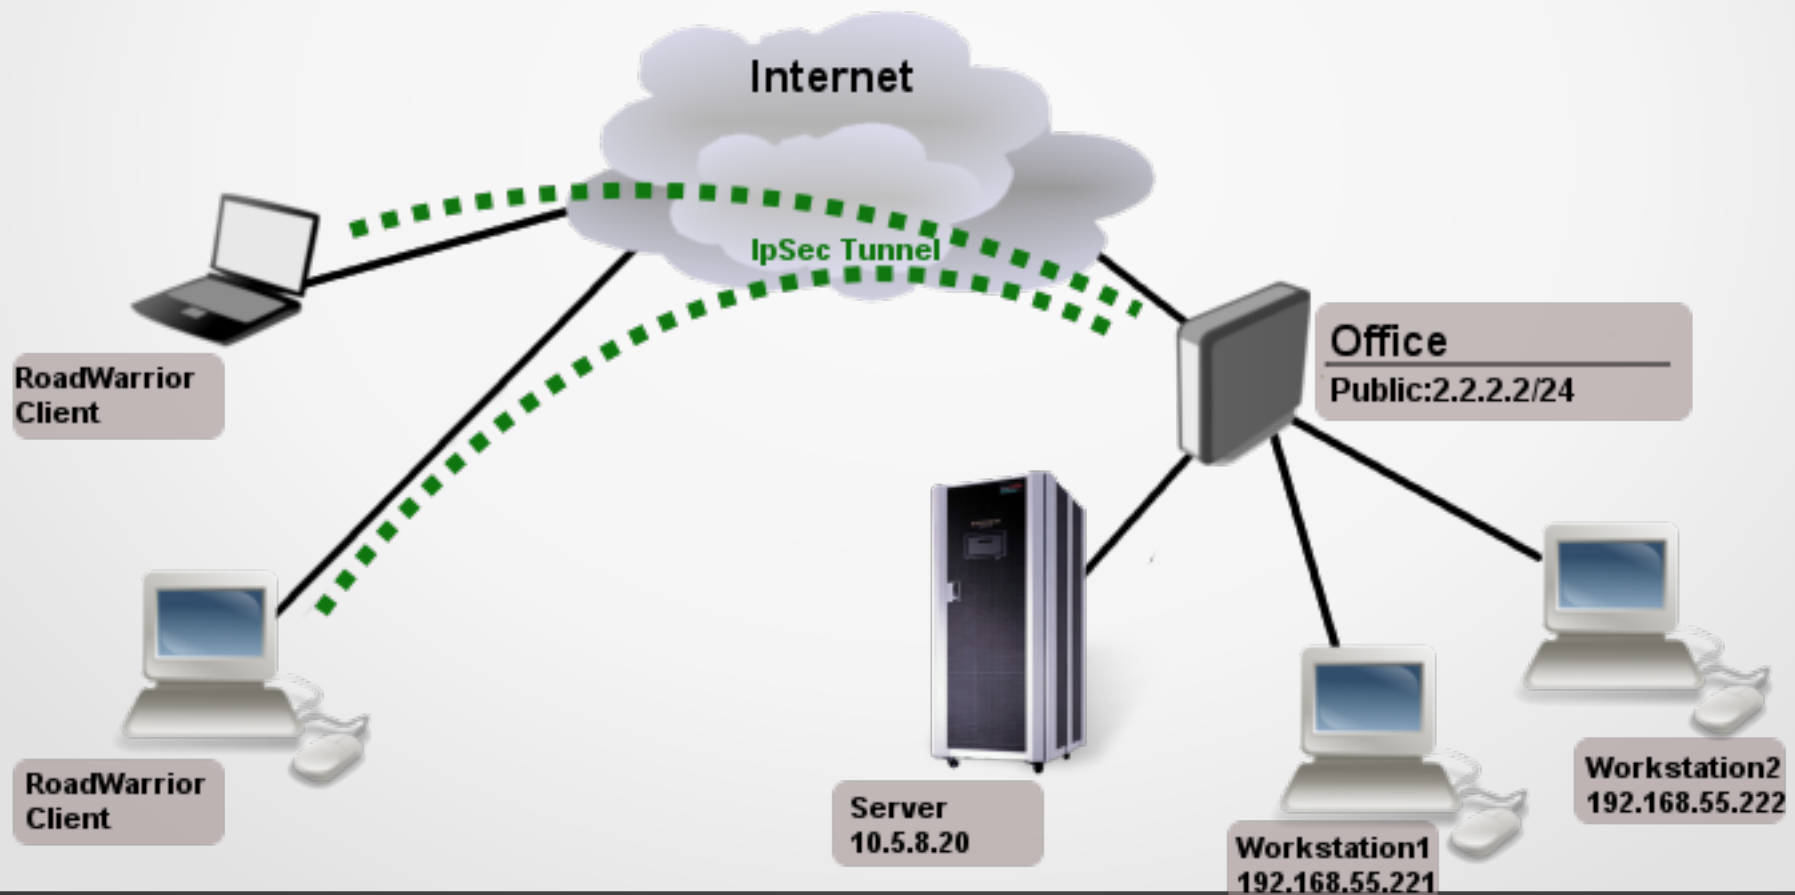 Internet
IpSec Tunnel
Office
Public:2.2.2.2/24
RoadWarrior
Client
RoadWarrior
Client
Server
10.5.8.20
Workstation1
192.168.55.221
Workstation2
192.168.55.222